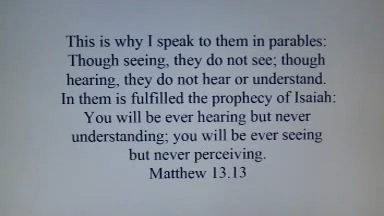 This is why I speak to them in parables:
Though seeing, they do not see; though
hearing, they do not hear or understand.
In them is fulfilled the prophecy of Isaiah:
You will be ever hearing but never
understanding; you will be ever seeing
but never perceiving.
Matthew 13.13